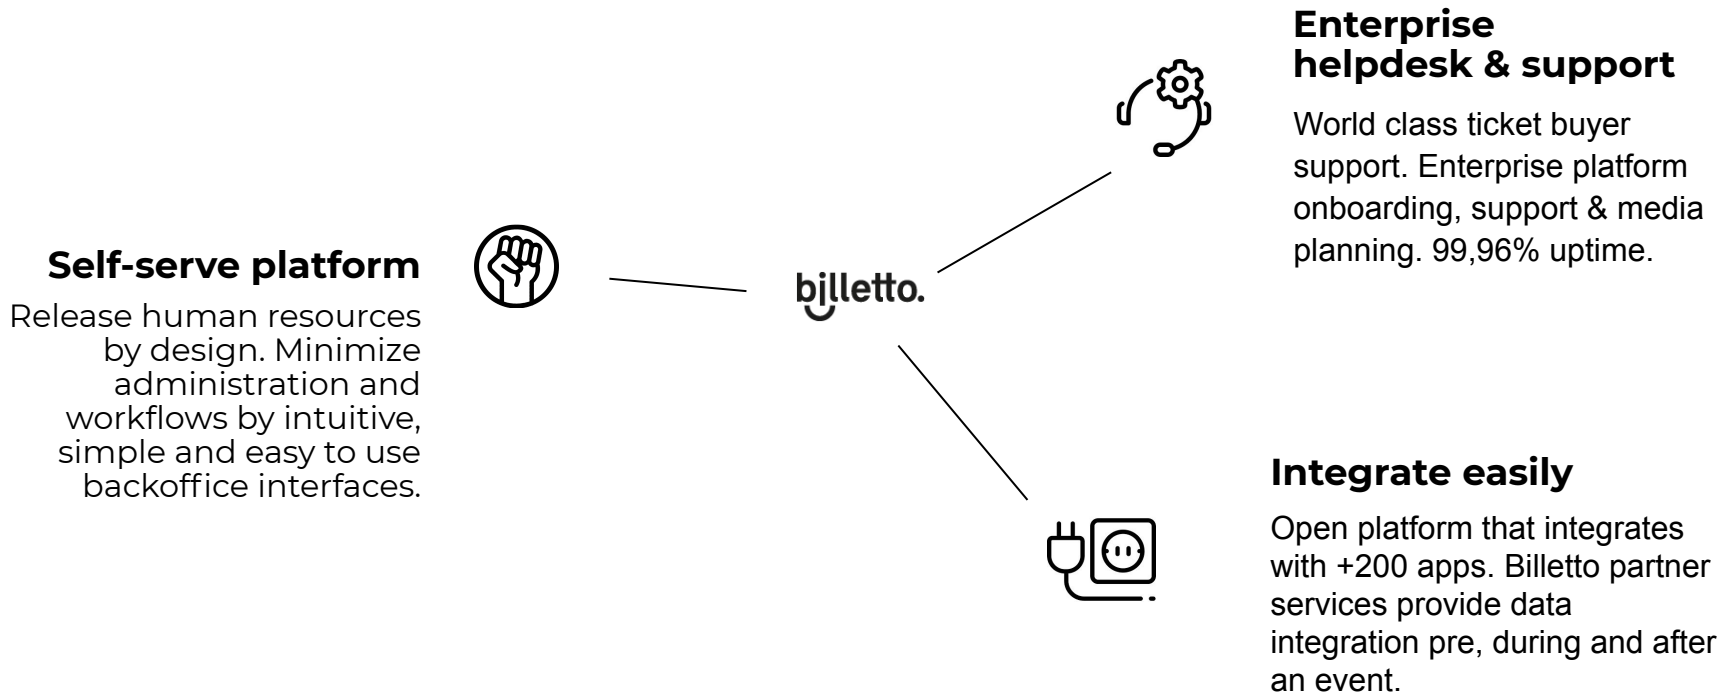 Self-serve platform
Release human resources
by design. Minimize
administration and
workflows by intuitive,
simple and easy to use
backoffice interfaces.
billetto.
Enterprise
helpdesk & support
World class ticket buyer
support. Enterprise platform
onboarding, support & media
planning. 99,96% uptime.
Integrate easily
Open platform that integrates
with +200 apps. Billetto partner
services provide data
integration pre, during and after
an event.